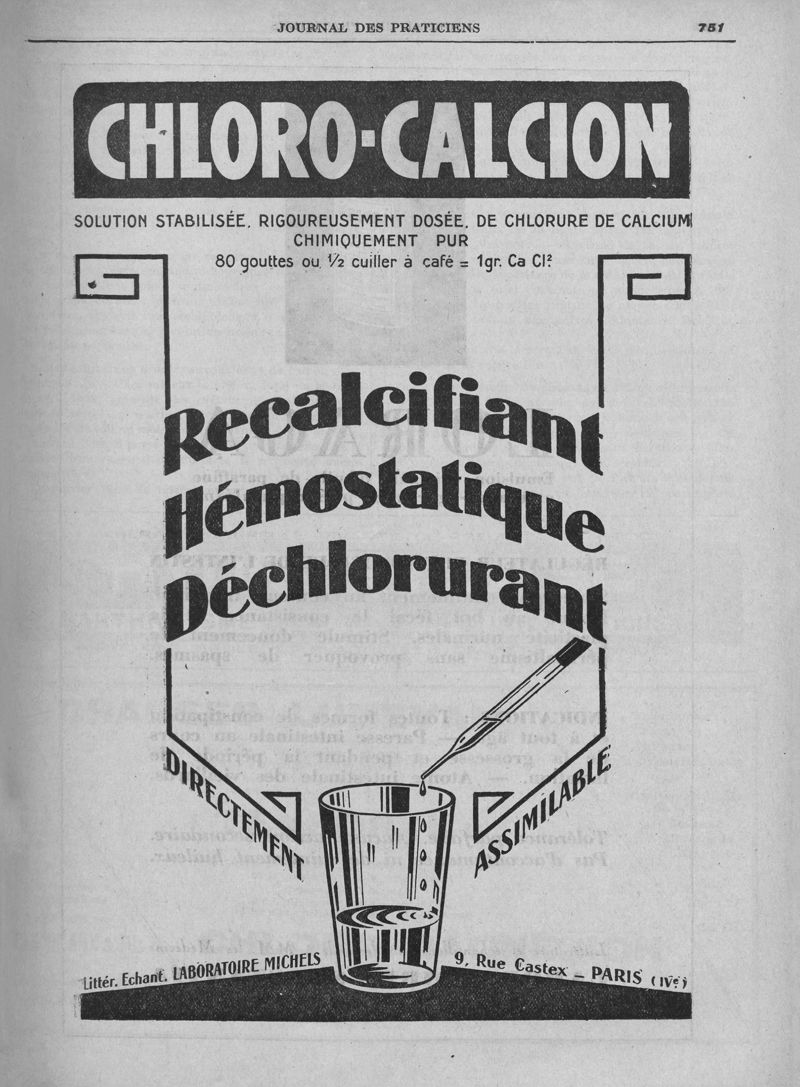 JOURNAL DES PRATICIENS 751
CHLORO-CALCION
SOLUTION STABILISÉE, RIGOUREUSEMENT DOSÉE, DE CHLORURE DE CALCIUM
CHIMIQUEMENT PUR
80 gouttes ou ½ cuiller à café = 1gr. Ca Cl²
Recalcifiant
Hémostatique
Déchlorurant
DIRECTEMENT ASSIMILABLE
Littér. Echant. LABORATOIRE MICHELS 9, Rue Castex _ PARIS (IVe)